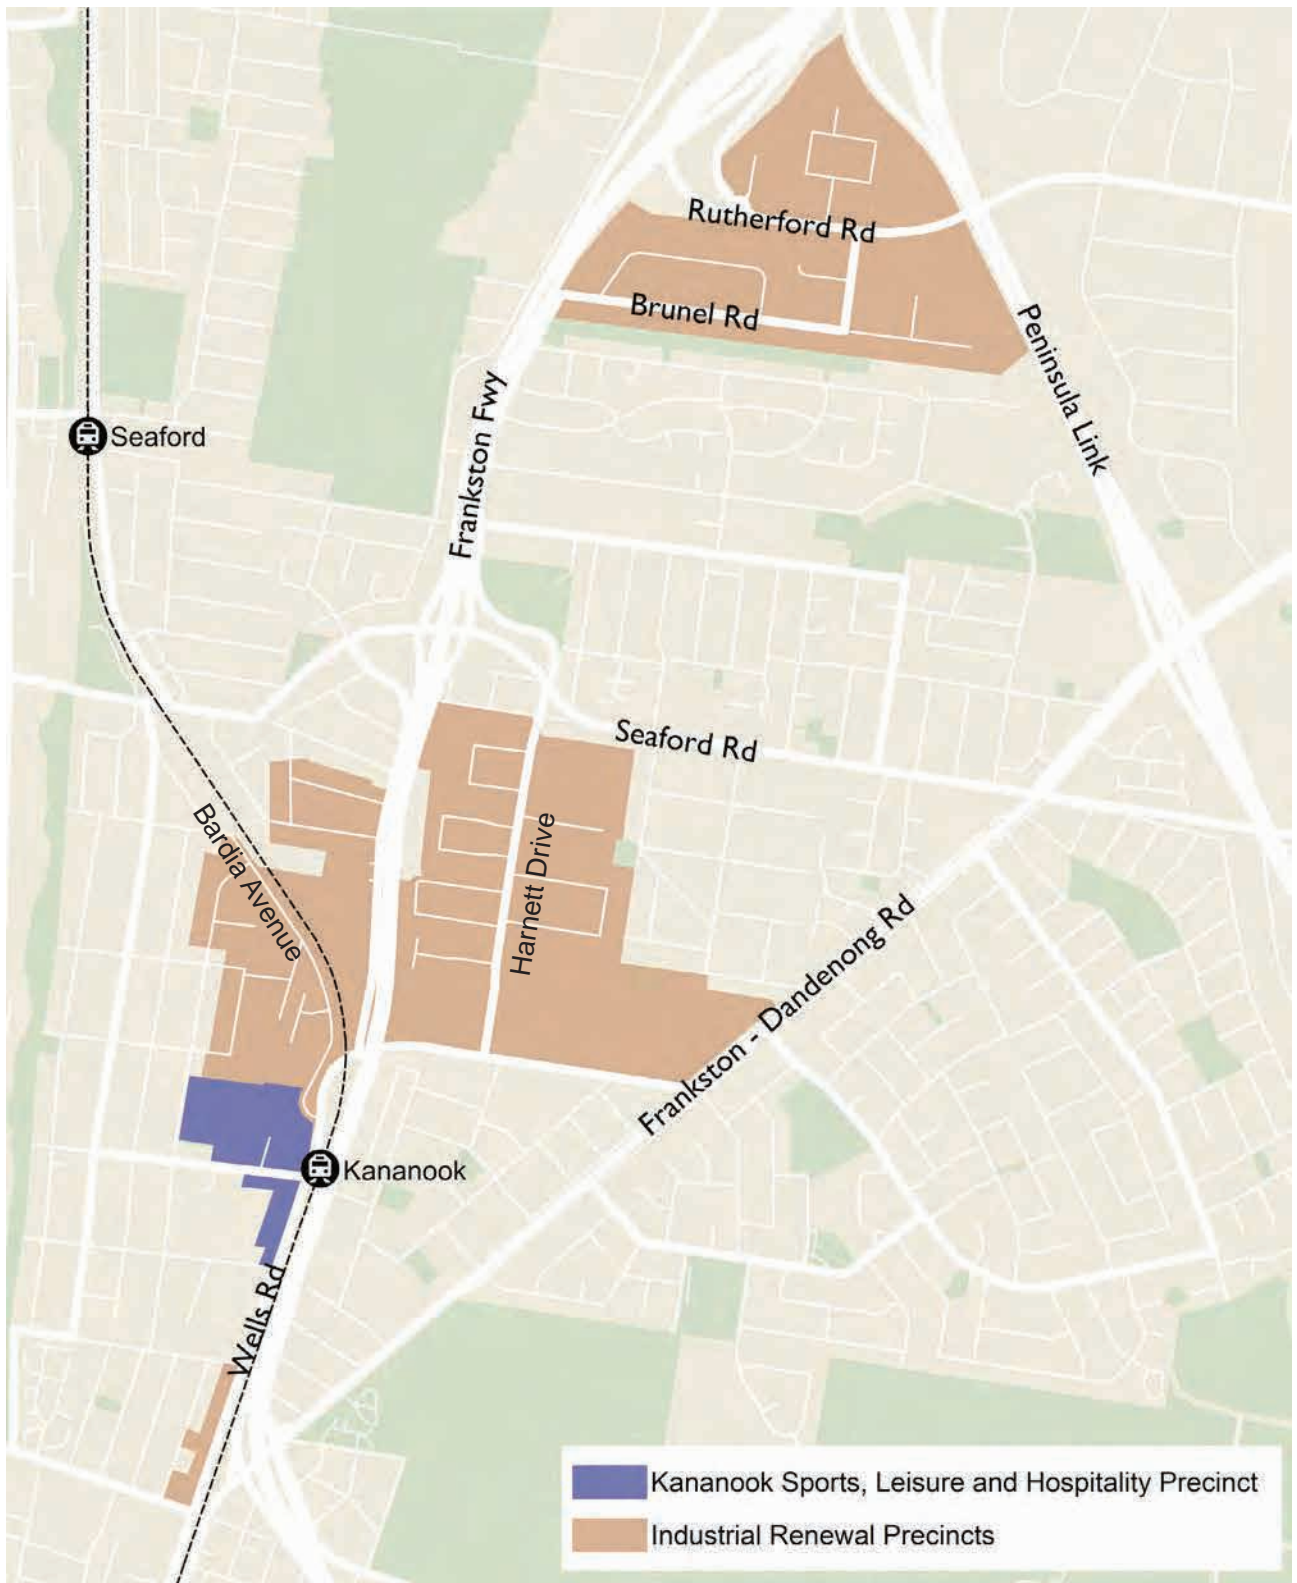 Rutherford Rd
Brunel Rd
Peninsula Link
Frankston Fwy
Seaford
Seaford Rd
Bardia Avenue
Harnett Drive
Frankston - Dandenong Rd
Kananook
Wells Rd
Kananook Sports, Leisure and Hospitality Precinct
Industrial Renewal Precincts